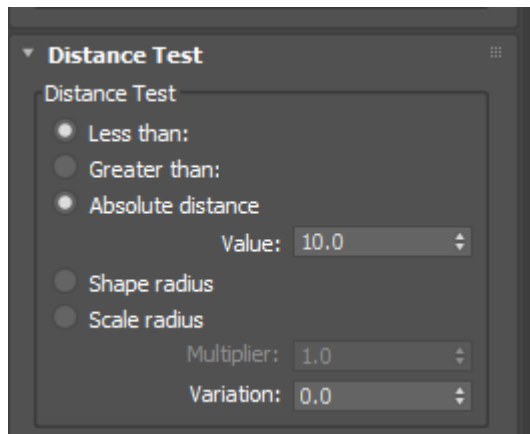 Distance Test
Distance Test
Less than:
Greater than:
Absolute distance
Value: 10.0
Shape radius
Scale radius
Multiplier: 1.0
Variation: 0.0